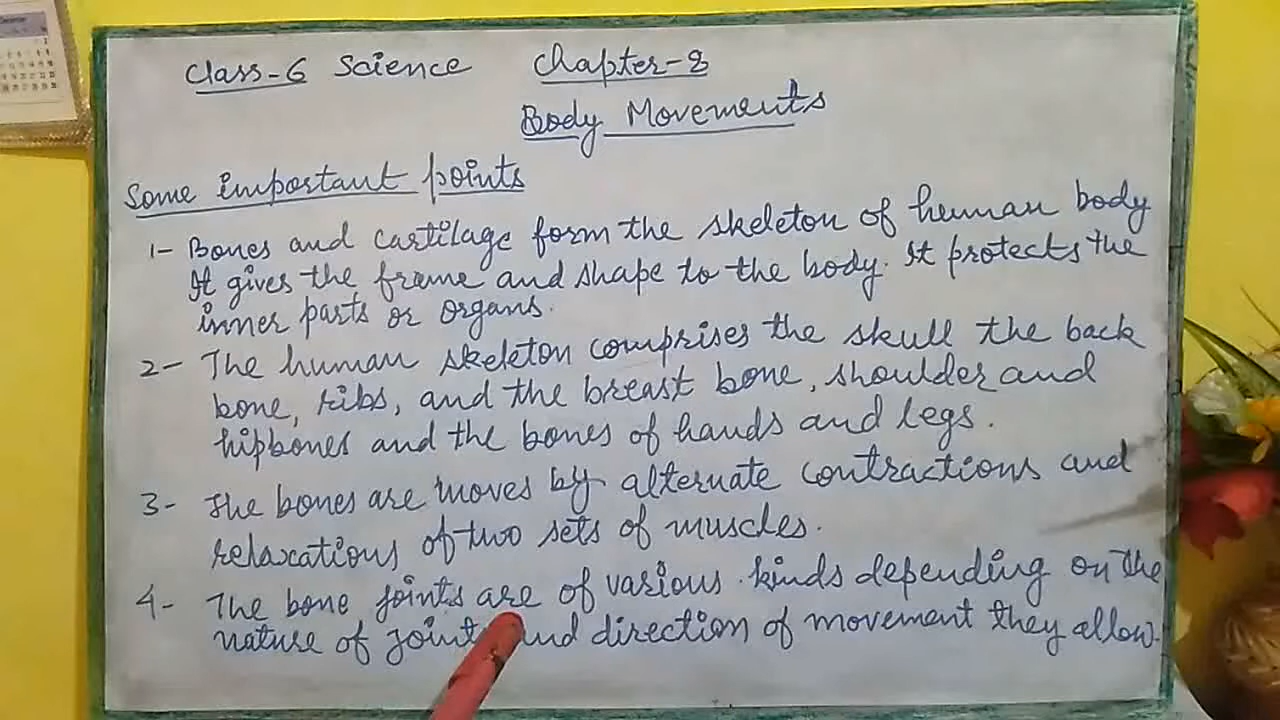 Class-6 Science Chapter-8
Body Movements
Some important points
1- Bones and cartilage form the skeleton of human body
It gives the frame and shape to the body. It protects the
inner parts or organs.
2- The human skeleton comprises the skull the back
bone, ribs, and the breast bone, shoulder and
hipbones and the bones of hands and legs.
3- The bones are moves by alternate contractions and
relaxations of two sets of muscles.
4- The bone joints are of various kinds depending on the
nature of joints and direction of movement they allow.